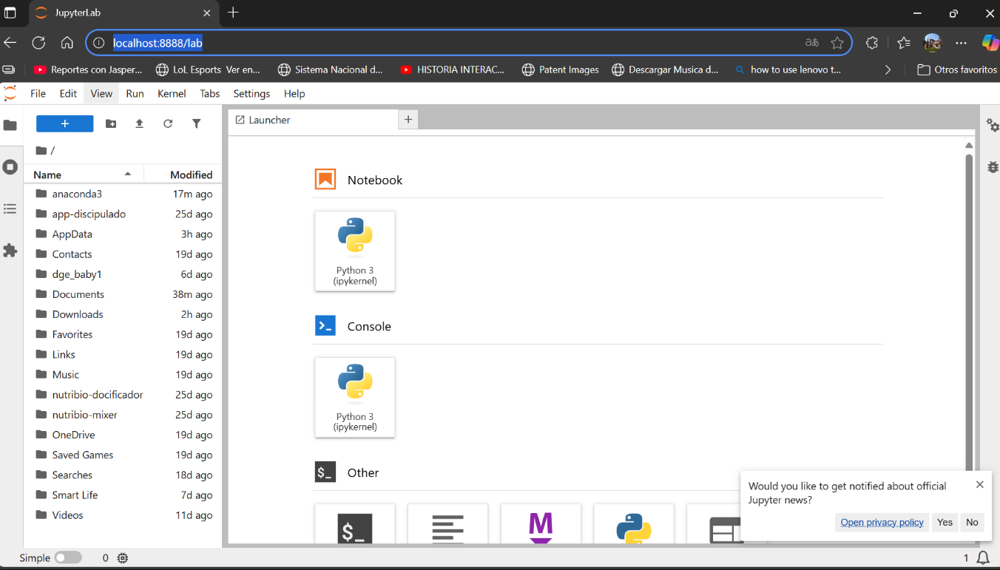 JupyterLab
localhost:8888/lab
aあ
Reportes con Jasper...
LoL Esports Ver en...
Sistema Nacional d...
HISTORIA INTERAC...
Patent Images
Descargar Musica d...
how to use lenovo t...
Otros favoritos
File Edit View Run Kernel Tabs Settings Help
+
Launcher
/
Name Modified
anaconda3 17m ago
app-discipulado 25d ago
AppData 3h ago
Contacts 19d ago
dge_baby1 6d ago
Documents 38m ago
Downloads 2h ago
Favorites 19d ago
Links 19d ago
Music 19d ago
nutribio-docificador 25d ago
nutribio-mixer 25d ago
OneDrive 19d ago
Saved Games 19d ago
Searches 18d ago
Smart Life 7d ago
Videos 11d ago
Notebook
Python 3
(ipykernel)
Console
>_
Python 3
(ipykernel)
$_
Other
$_
M
Would you like to get notified about official
Jupyter news?
Open privacy policy Yes No
Simple 0 1